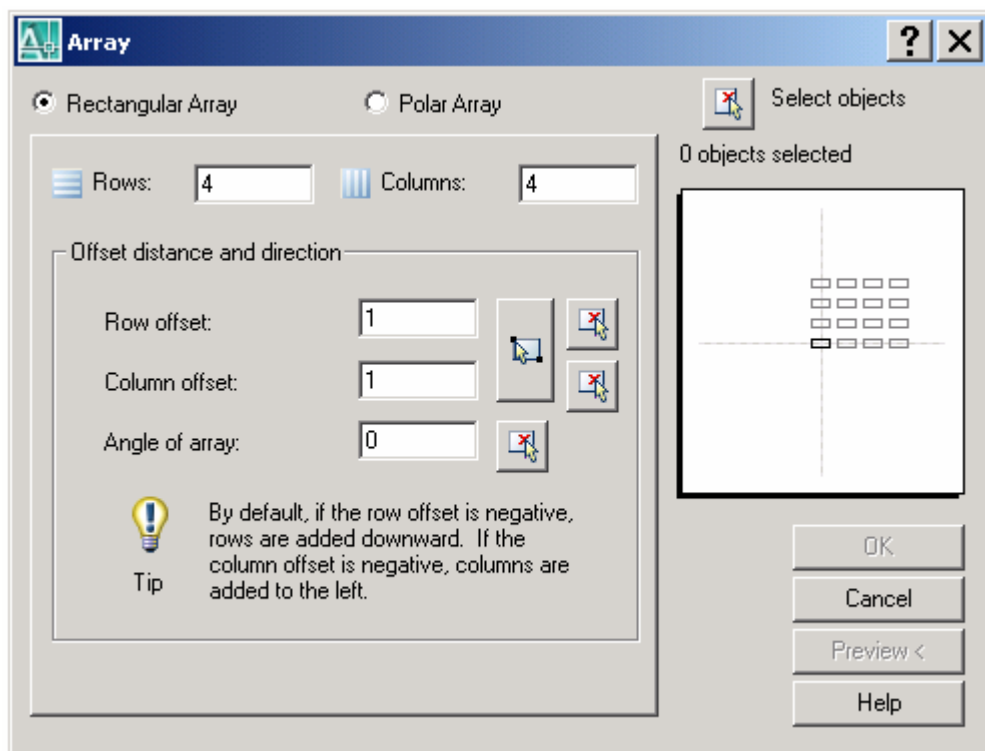 Array
Rectangular Array
Polar Array
Select objects
0 objects selected
Rows: 4
Columns: 4
Offset distance and direction
Row offset: 1
Column offset: 1
Angle of array: 0
By default, if the row offset is negative,
rows are added downward. If the
column offset is negative, columns are
added to the left.
Tip
OK
Cancel
Preview <
Help